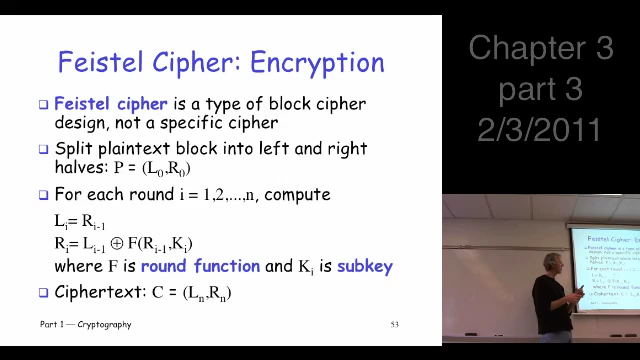 Feistel Cipher: Encryption
❑ Feistel cipher is a type of block cipher
design, not a specific cipher
❑ Split plaintext block into left and right
halves: P = (L₀,R₀)
❑ For each round i = 1,2,...,n, compute
Lᵢ= Rᵢ₋₁
Rᵢ= Lᵢ₋₁ ⊕ F(Rᵢ₋₁,Kᵢ)
where F is round function and Kᵢ is subkey
❑ Ciphertext: C = (Lₙ,Rₙ)
Part 1 — Cryptography
53
Chapter 3
part 3
2/3/2011